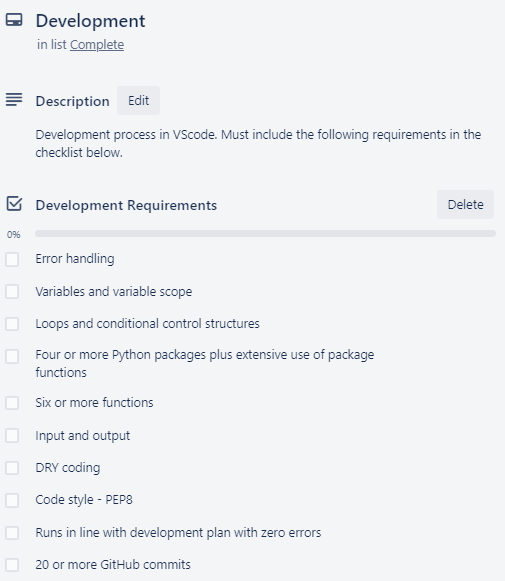 Development
in list Complete
Description Edit
Development process in VScode. Must include the following requirements in the
checklist below.
Development Requirements Delete
0%
Error handling
Variables and variable scope
Loops and conditional control structures
Four or more Python packages plus extensive use of package
functions
Six or more functions
Input and output
DRY coding
Code style - PEP8
Runs in line with development plan with zero errors
20 or more GitHub commits